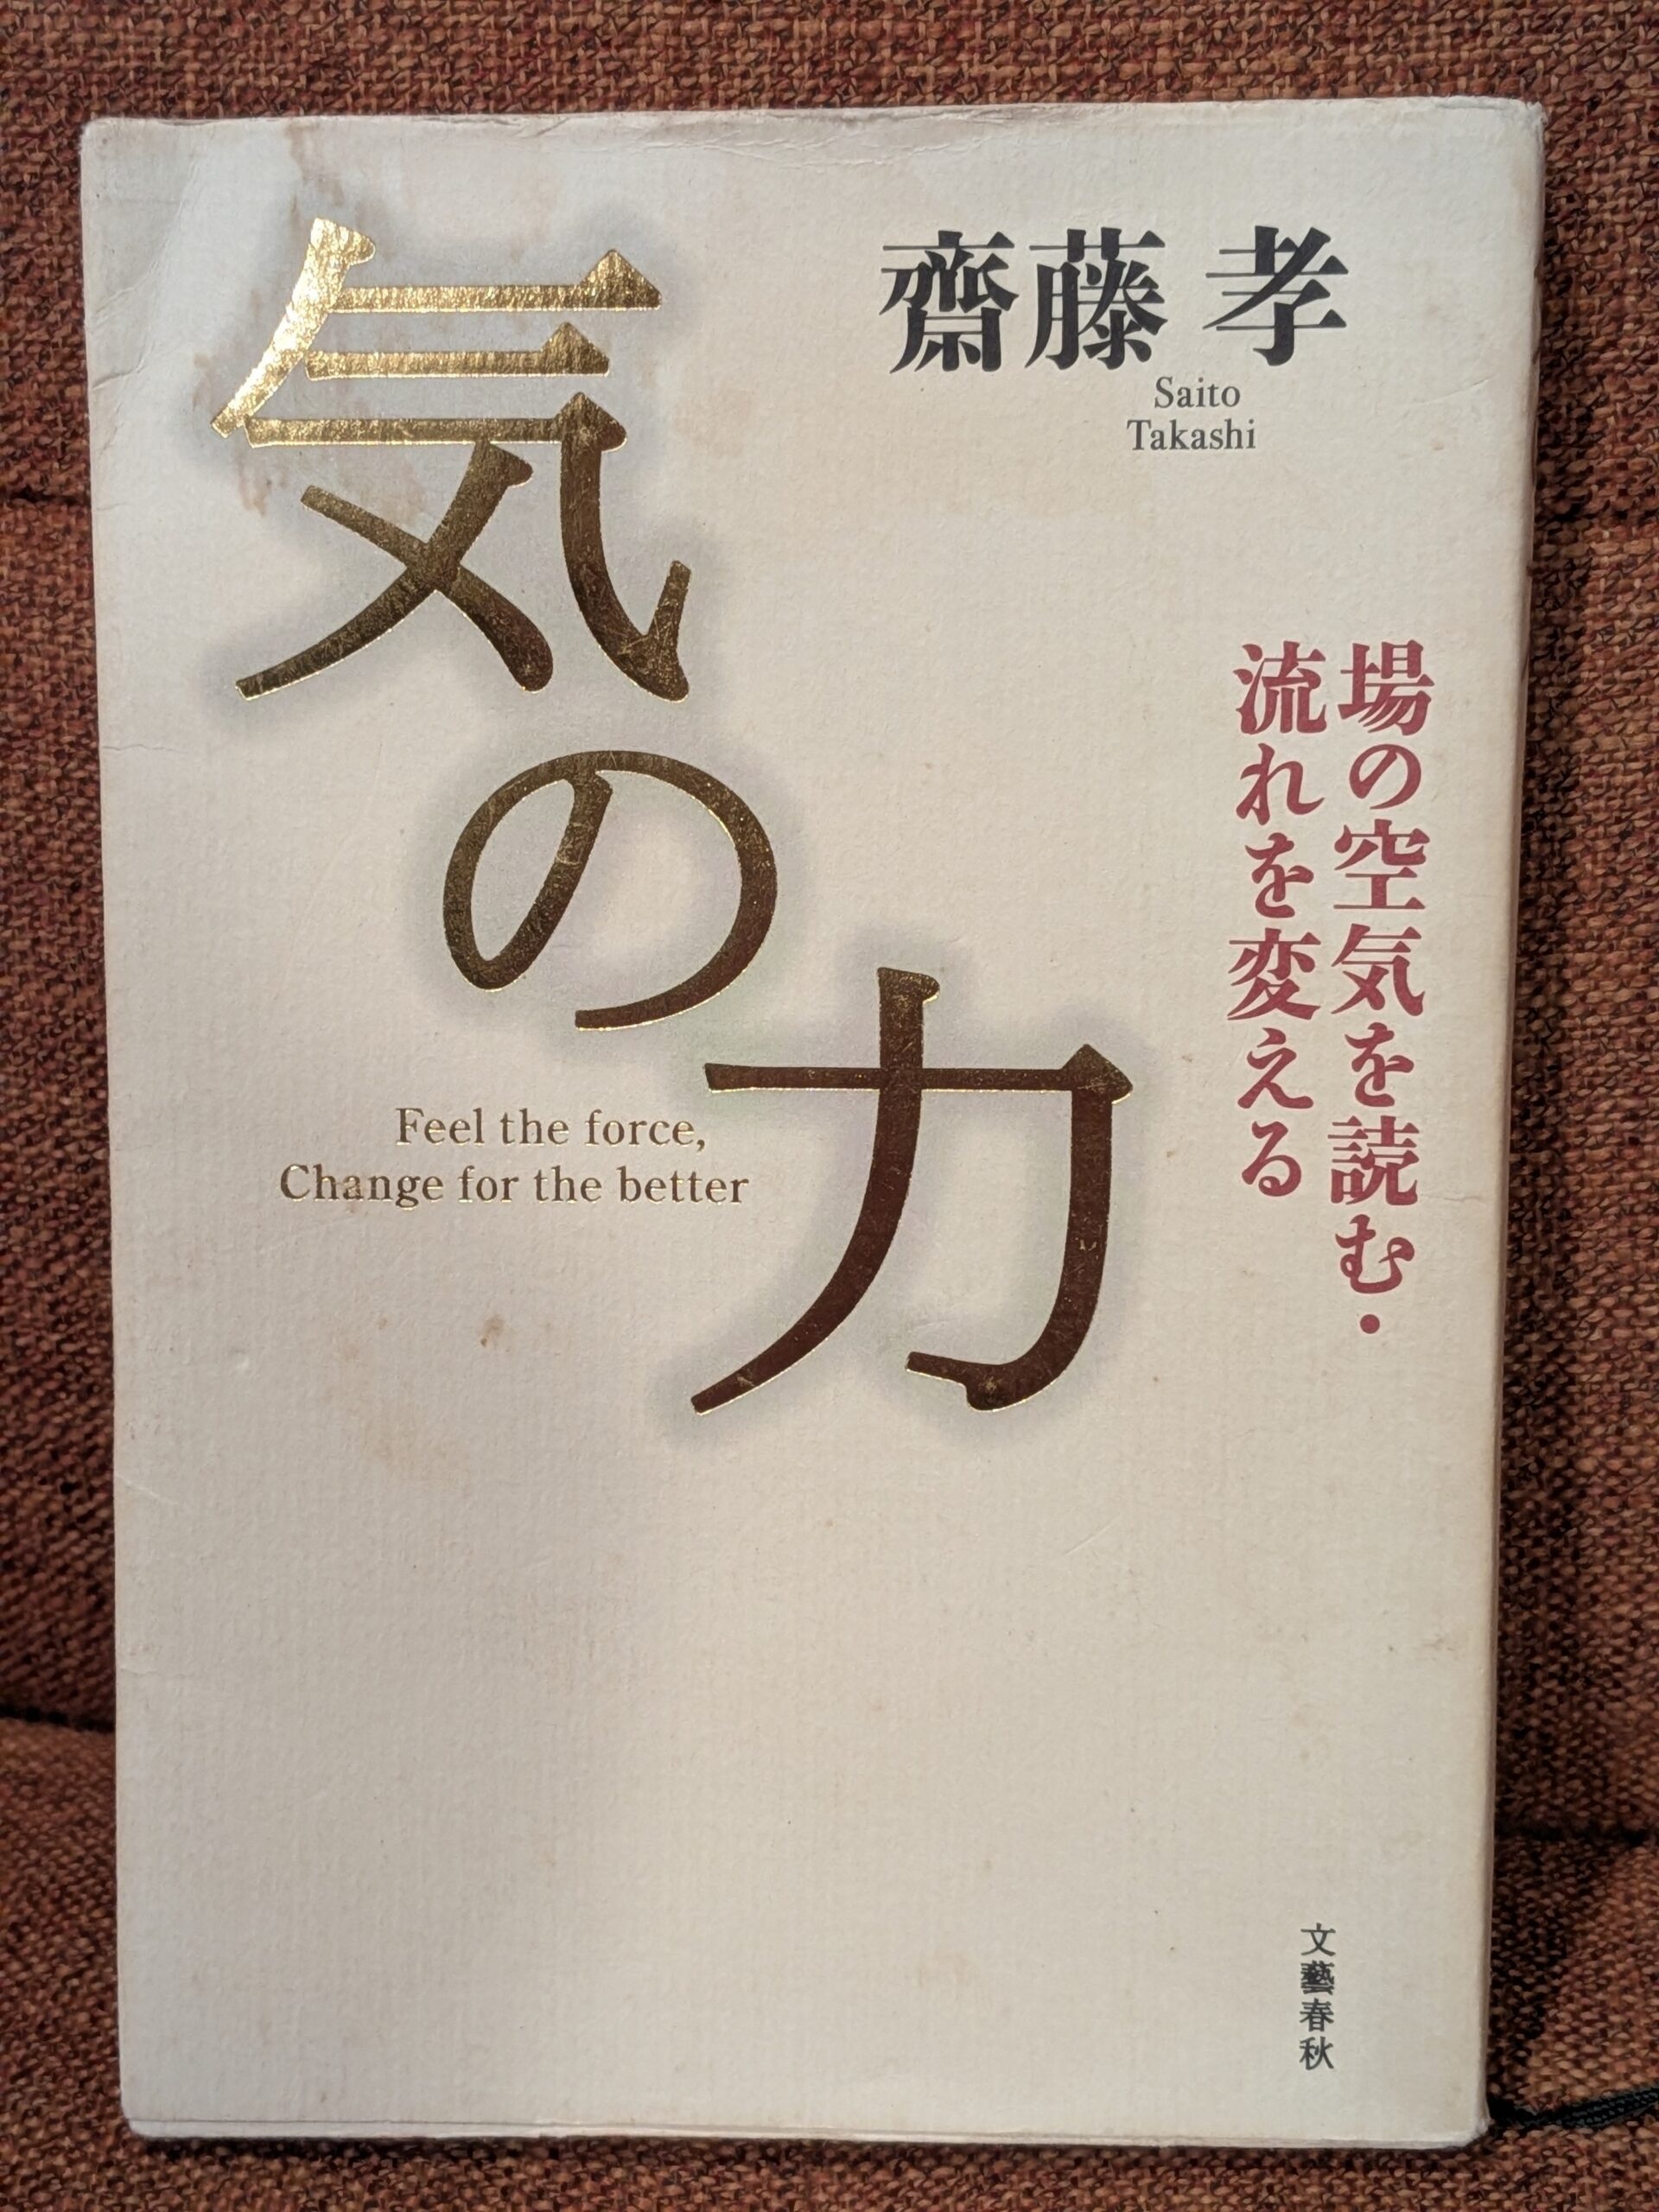 齋藤 孝
Saito
Takashi
気の力
場の空気を読む・
流れを変える
Feel the force,
Change for the better
文藝春秋